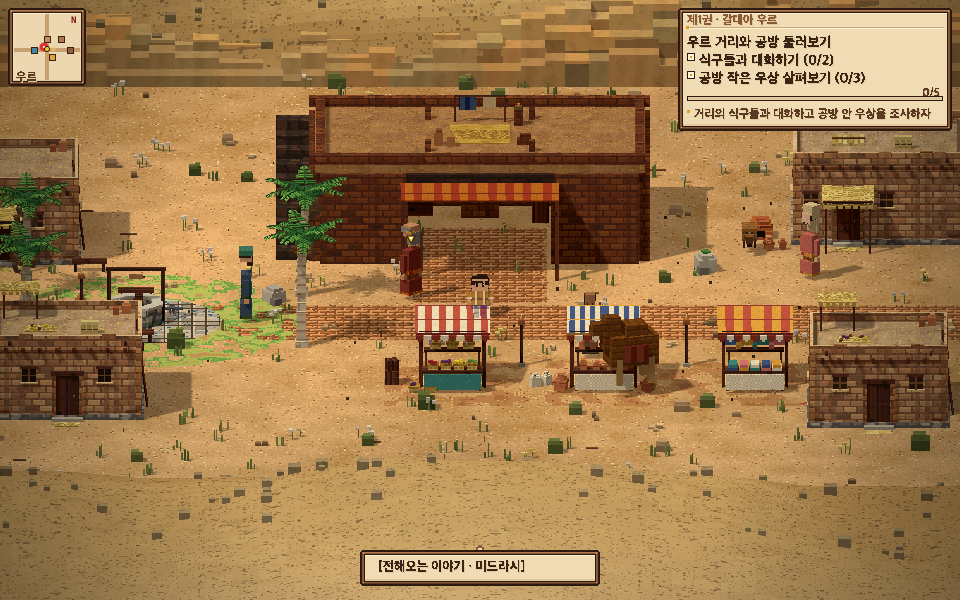 N
우르
제1권 · 갈대아 우르
우르 거리와 공방 둘러보기
식구들과 대화하기 (0/2)
공방 작은 우상 살펴보기 (0/3)
0/5
거리의 식구들과 대화하고 공방 안 우상을 조사하자
[전해오는 이야기 · 미드라시]